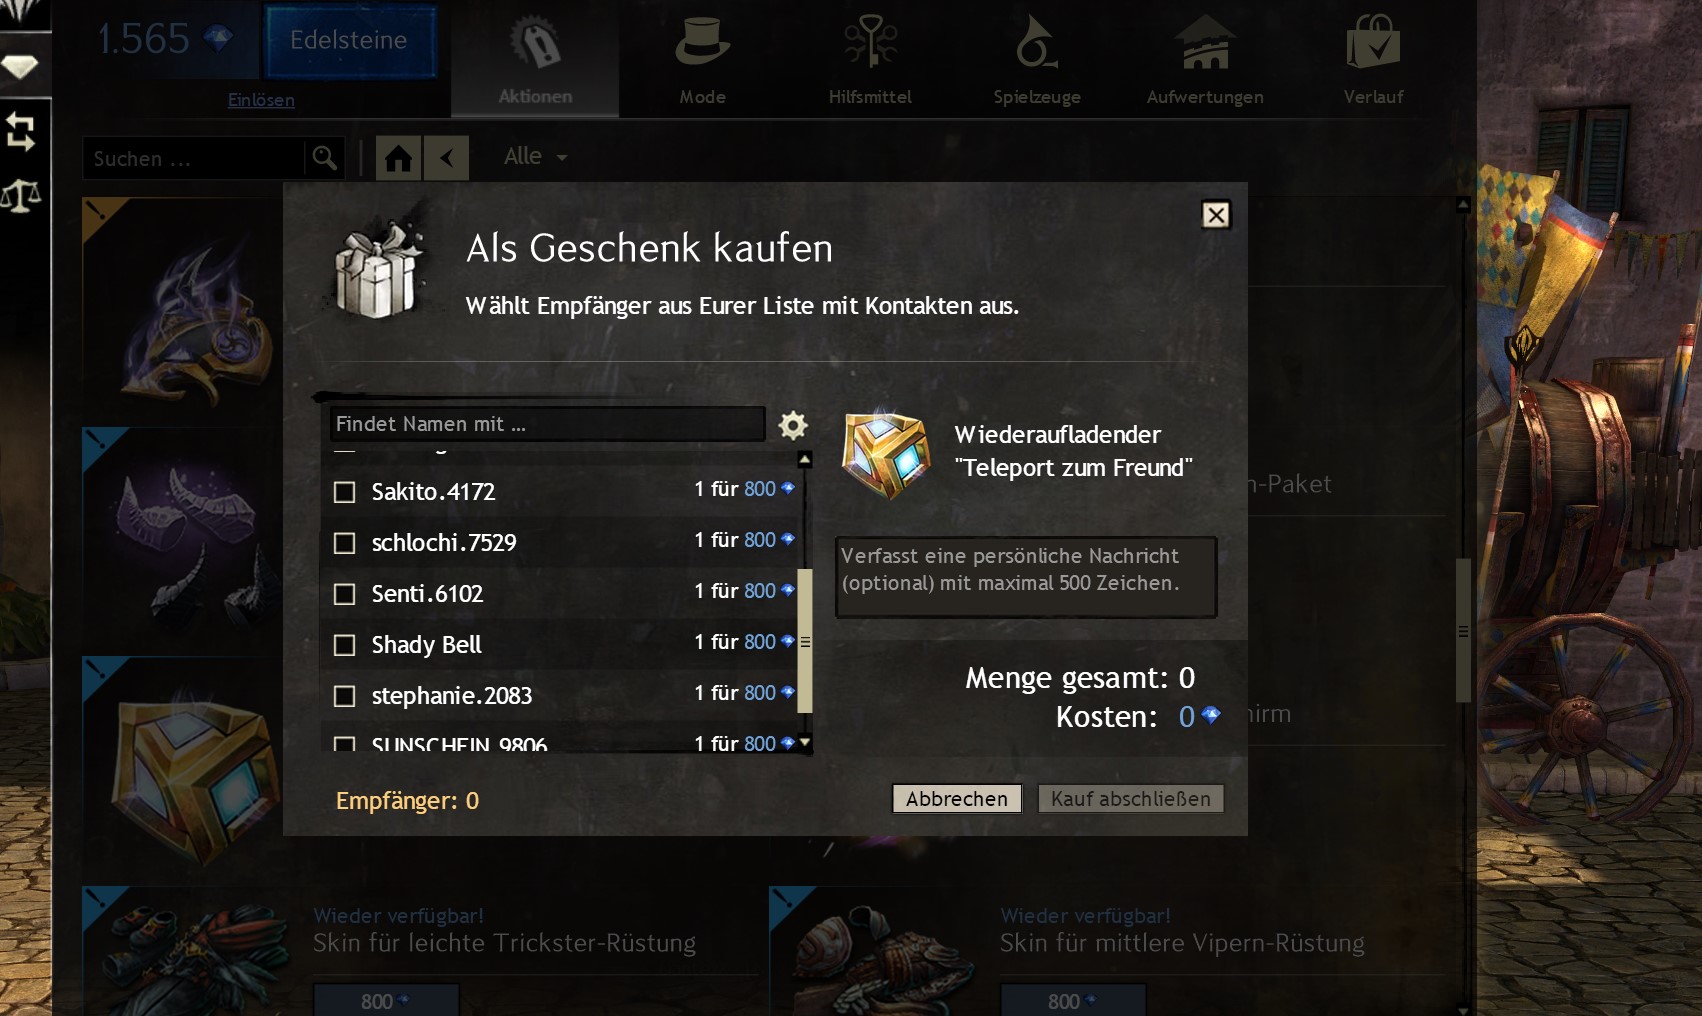 1.565
Edelsteine
Einlösen
Aktionen
Mode
Hilfsmittel
Spielzeuge
Aufwertungen
Verlauf
Suchen ...
Alle
Als Geschenk kaufen
Wählt Empfänger aus Eurer Liste mit Kontakten aus.
Findet Namen mit ...
Sakito.4172 1 für 800
schlochi.7529 1 für 800
Senti.6102 1 für 800
Shady Bell 1 für 800
stephanie.2083 1 für 800
SUNSCHEIN.9806 1 für 800
Empfänger: 0
Wiederaufladender
"Teleport zum Freund"
Verfasst eine persönliche Nachricht
(optional) mit maximal 500 Zeichen.
Menge gesamt: 0
Kosten: 0
Abbrechen
Kauf abschließen
n-Paket
hirm
Wieder verfügbar!
Skin für leichte Trickster-Rüstung
800
Wieder verfügbar!
Skin für mittlere Vipern-Rüstung
800